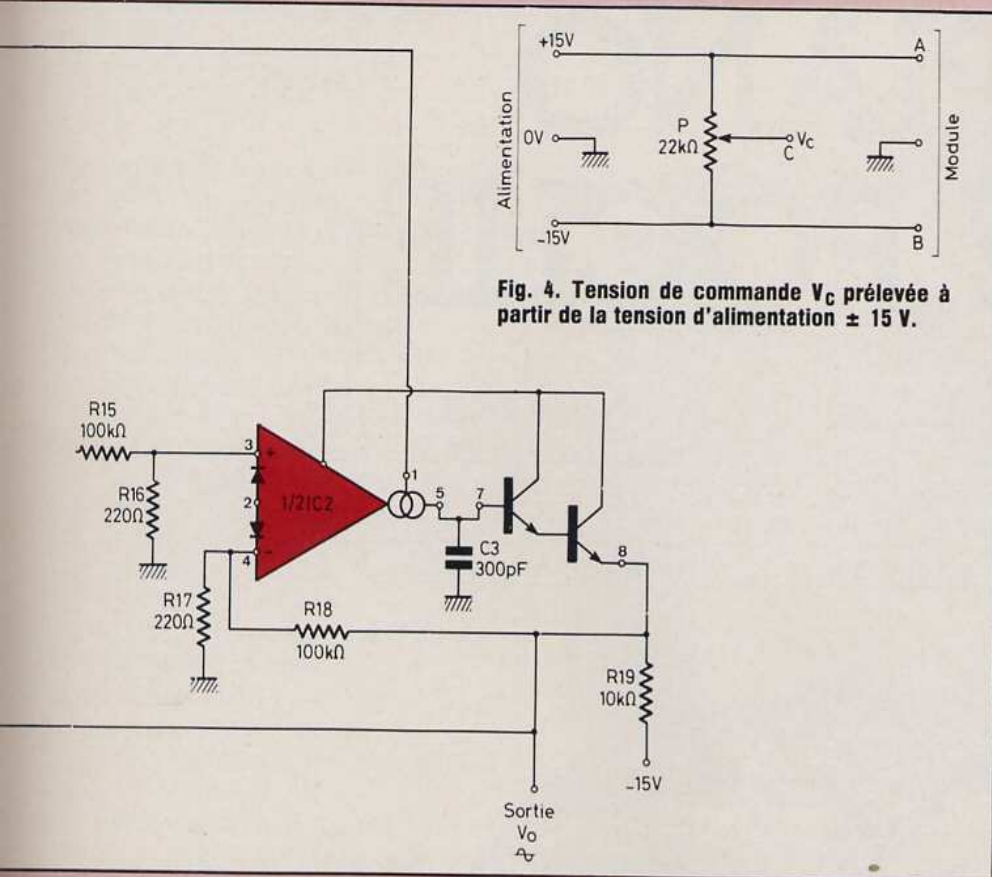 +15V
A
Alimentation
0V
P
22kΩ
Vc
C
Module
-15V
B
Fig. 4. Tension de commande Vc prélevée à
partir de la tension d'alimentation ± 15 V.
R15
100kΩ
3
+
1
R16
220Ω
2
1/2IC2
5
7
4
-
C3
300pF
8
R17
220Ω
R18
100kΩ
R19
10kΩ
-15V
Sortie
Vo